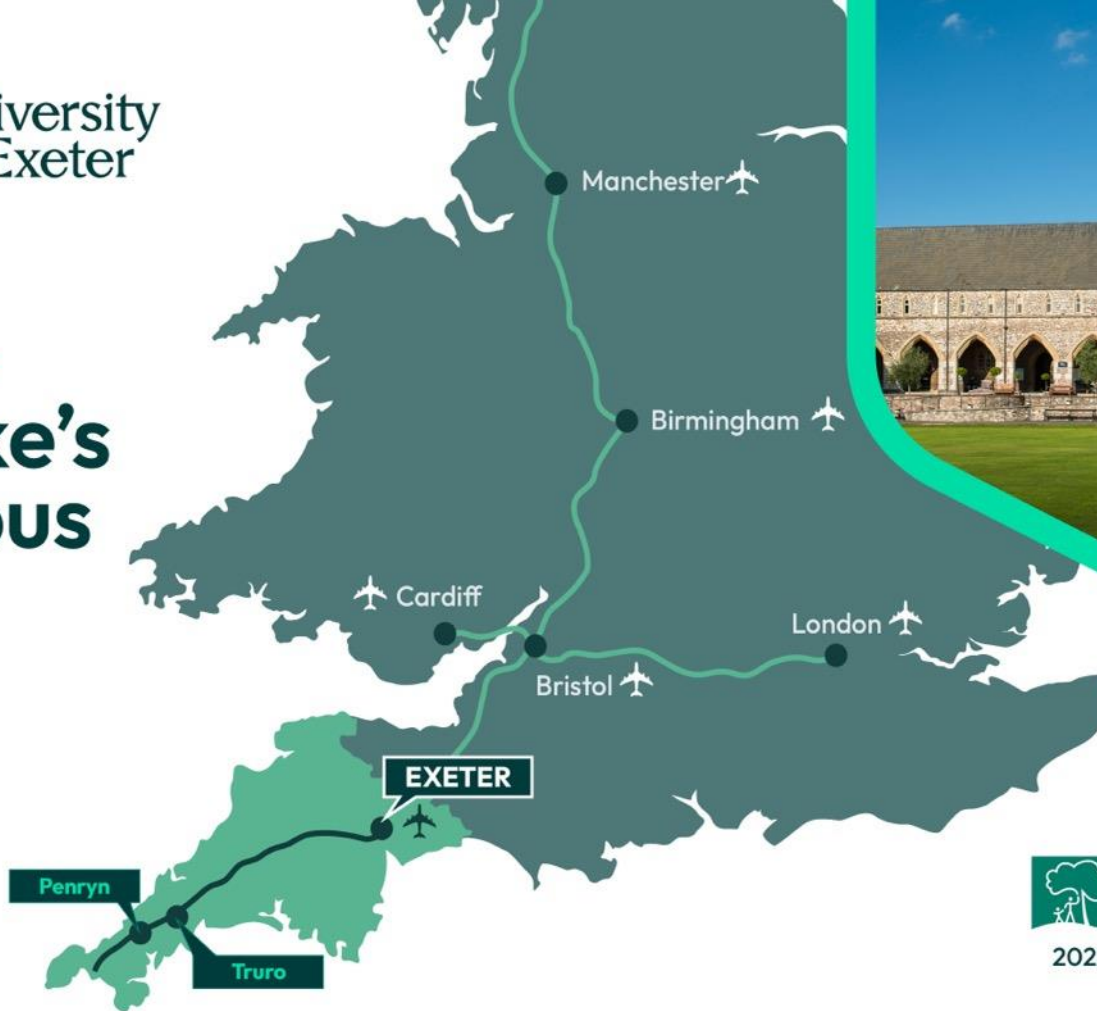 iversity
Exeter
Manchester
ke's
ous
Birmingham
Cardiff
London
Bristol
EXETER
Penryn
Truro
202